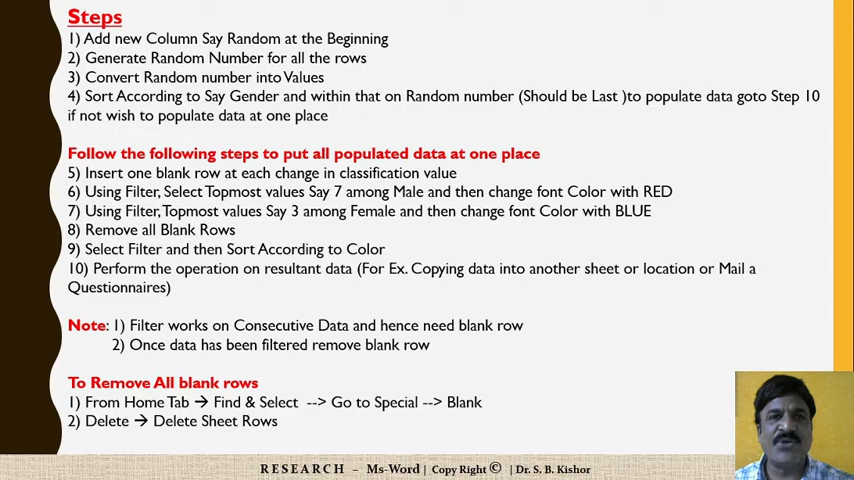 Steps
1) Add new Column Say Random at the Beginning
2) Generate Random Number for all the rows
3) Convert Random number into Values
4) Sort According to Say Gender and within that on Random number (Should be Last )to populate data goto Step 10
if not wish to populate data at one place
Follow the following steps to put all populated data at one place
5) Insert one blank row at each change in classification value
6) Using Filter, Select Topmost values Say 7 among Male and then change font Color with RED
7) Using Filter, Topmost values Say 3 among Female and then change font Color with BLUE
8) Remove all Blank Rows
9) Select Filter and then Sort According to Color
10) Perform the operation on resultant data (For Ex. Copying data into another sheet or location or Mail a
Questionnaires)
Note: 1) Filter works on Consecutive Data and hence need blank row
2) Once data has been filtered remove blank row
To Remove All blank rows
1) From Home Tab → Find & Select --> Go to Special --> Blank
2) Delete → Delete Sheet Rows
RESEARCH – Ms-Word | Copy Right © | Dr. S. B. Kishor